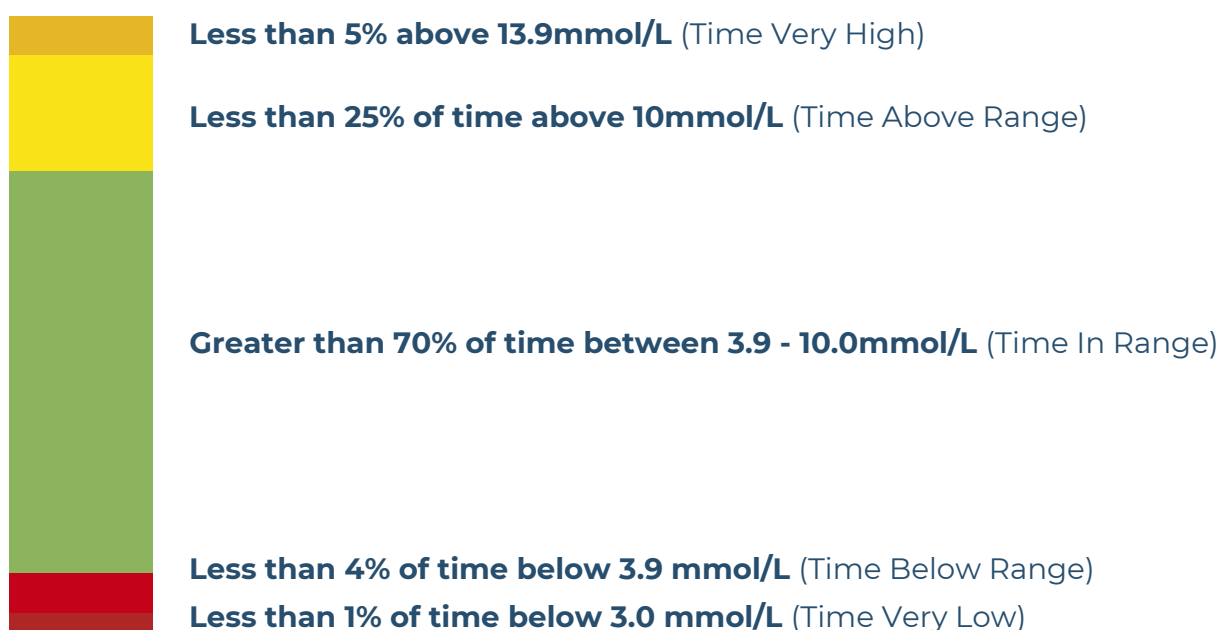 Less than 5% above 13.9mmol/L (Time Very High)
Less than 25% of time above 10mmol/L (Time Above Range)
Greater than 70% of time between 3.9 - 10.0mmol/L (Time In Range)
Less than 4% of time below 3.9 mmol/L (Time Below Range)
Less than 1% of time below 3.0 mmol/L (Time Very Low)